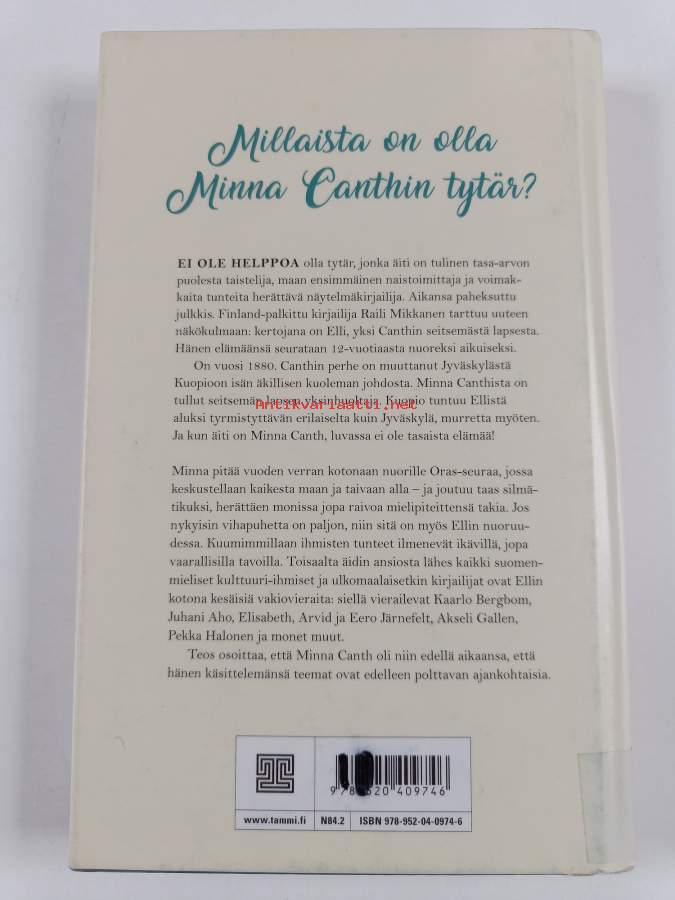 Millaista on olla
Minna Canthin tytär?
EI OLE HELPPOA olla tytär, jonka äiti on tulinen tasa-arvon
puolesta taistelija, maan ensimmäinen naistoimittaja ja voimak-
kaita tunteita herättävä näytelmäkirjailija. Aikansa paheksuttu
julkkis. Finland-palkittu kirjailija Raili Mikkanen tarttuu uuteen
näkökulmaan: kertojana on Elli, yksi Canthin seitsemästä lapsesta.
Hänen elämäänsä seurataan 12-vuotiaasta nuoreksi aikuiseksi.
On vuosi 1880. Canthin perhe on muuttanut Jyväskylästä
Kuopioon isän äkillisen kuoleman johdosta. Minna Canthista on
tullut seitsemän lapsen yksinhuoltaja. Kuopio tuntuu Ellistä
Antikvariaatti.net
aluksi tyrmistyttävän erilaiselta kuin Jyväskylä, murretta myöten.
Ja kun äiti on Minna Canth, luvassa ei ole tasaista elämää!
Minna pitää vuoden verran kotonaan nuorille Oras-seuraa, jossa
keskustellaan kaikesta maan ja taivaan alla – ja joutuu taas silmä-
tikuksi, herättäen monissa jopa raivoa mielipiteittensä takia. Jos
nykyisin vihapuhetta on paljon, niin sitä on myös Ellin nuoruu-
dessa. Kuumimmillaan ihmisten tunteet ilmenevät ikävillä, jopa
vaarallisilla tavoilla. Toisaalta äidin ansiosta lähes kaikki suomen-
mieliset kulttuuri-ihmiset ja ulkomaalaisetkin kirjailijat ovat Ellin
kotona kesäisiä vakiovieraita: siellä vierailevat Kaarlo Bergbom,
Juhani Aho, Elisabeth, Arvid ja Eero Järnefelt, Akseli Gallen,
Pekka Halonen ja monet muut.
Teos osoittaa, että Minna Canth oli niin edellä aikaansa, että
hänen käsittelemänsä teemat ovat edelleen polttavan ajankohtaisia.
520 409746
www.tammi.fi
N84.2
ISBN 978-952-04-0974-6